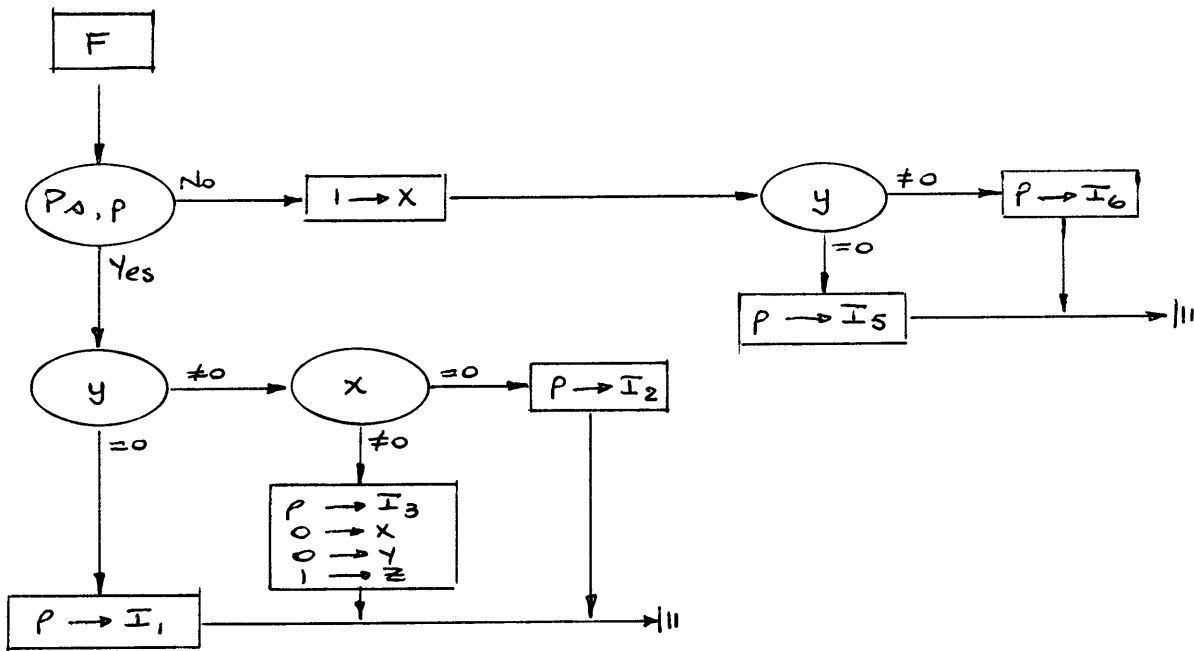 F
Ps, ρ
No
1 → X
y
≠0
ρ → I₆
=0
ρ → I₅
Yes
y
≠0
x
=0
ρ → I₂
=0
≠0
ρ → I₃
0 → X
0 → Y
1 → Z
ρ → I₁